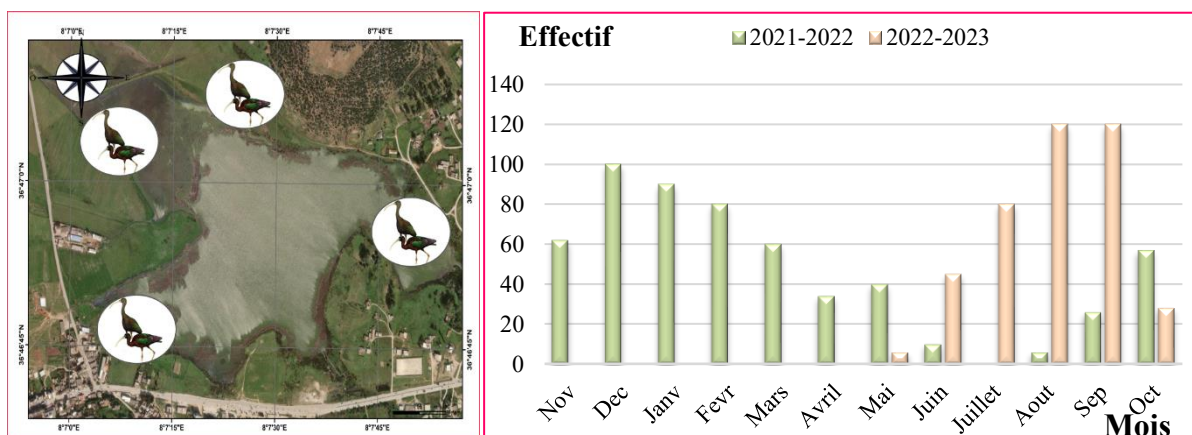 8°7'0"E 8°7'15"E 8°7'30"E 8°7'45"E
36°47'0"N 36°47'0"N
36°46'45"N 36°46'45"N
8°7'0"E 8°7'15"E 8°7'30"E 8°7'45"E
Effectif 2021-2022 2022-2023
140
120
100
80
60
40
20
0
Nov Dec Janv Fevr Mars Avril Mai Juin Juillet Aout Sep Oct
Mois